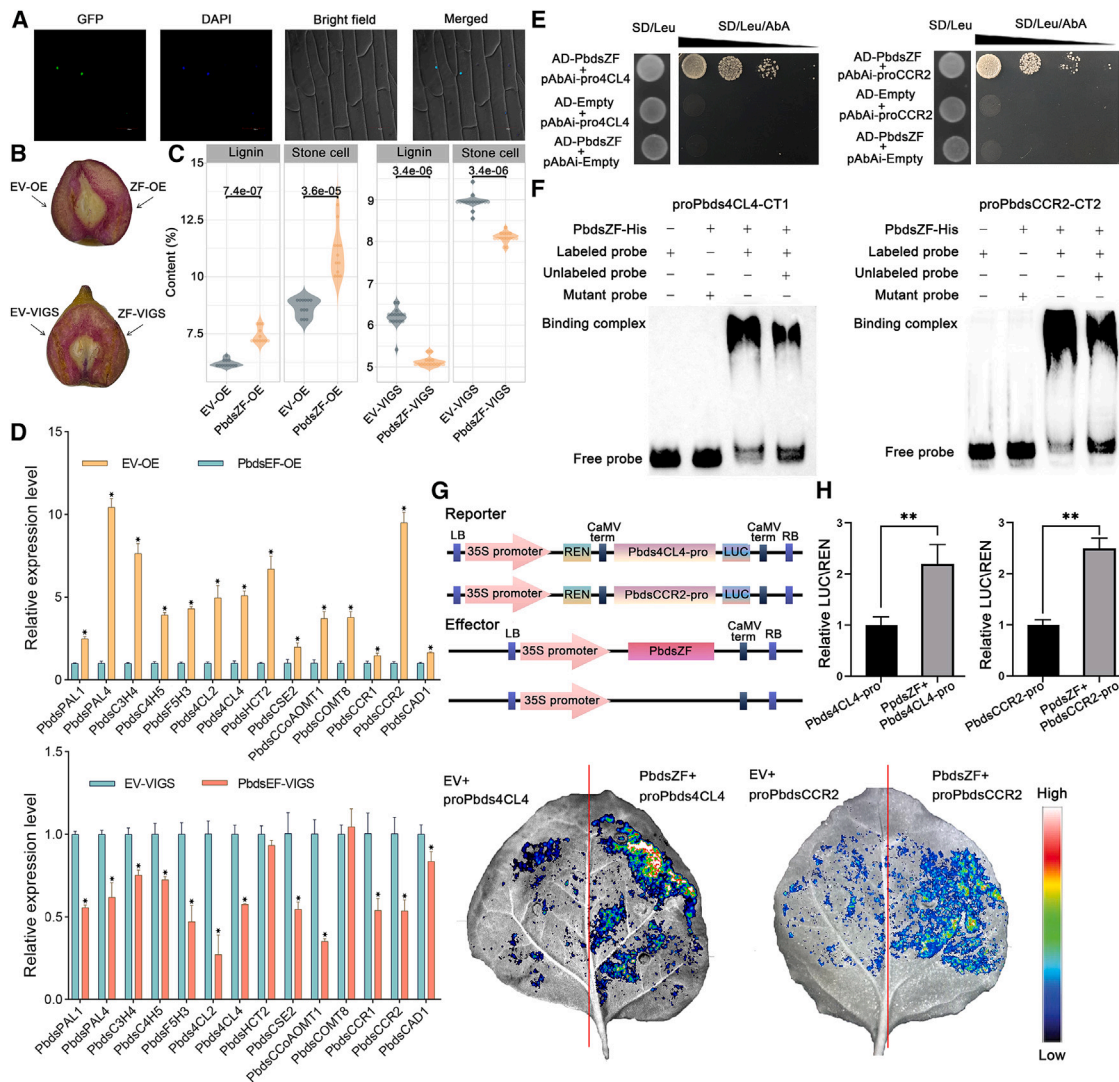 A
GFP
DAPI
Bright field
Merged
B
EV-OE
ZF-OE
EV-VIGS
ZF-VIGS
C
Lignin
Stone cell
Lignin
Stone cell
Content (%)
15
12.5
10
7.5
7.4e-07
3.6e-05
9
8
7
6
5
3.4e-06
3.4e-06
EV-OE
PbdsZF-OE
EV-OE
PbdsZF-OE
EV-VIGS
PbdsZF-VIGS
EV-VIGS
PbdsZF-VIGS
D
EV-OE
PbdsEF-OE
Relative expression level
15
10
5
0
* * * * * * * * * * * * * *
PbdsPAL1
PbdsPAL4
PbdsC3H4
PbdsC4H5
PbdsF5H3
Pbds4CL2
Pbds4CL4
PbdsHCT2
PbdsCSE2
PbdsCCoAOMT1
PbdsCOMT8
PbdsCCR1
PbdsCCR2
PbdsCAD1
EV-VIGS
PbdsEF-VIGS
Relative expression level
1.5
1.0
0.5
0.0
* * * * * * * * * * * *
PbdsPAL1
PbdsPAL4
PbdsC3H4
PbdsC4H5
PbdsF5H3
Pbds4CL2
Pbds4CL4
PbdsHCT2
PbdsCSE2
PbdsCCoAOMT1
PbdsCOMT8
PbdsCCR1
PbdsCCR2
PbdsCAD1
E
SD/Leu
SD/Leu/AbA
AD-PbdsZF
+
pAbAi-pro4CL4
AD-Empty
+
pAbAi-pro4CL4
AD-PbdsZF
+
pAbAi-Empty
SD/Leu
SD/Leu/AbA
AD-PbdsZF
+
pAbAi-proCCR2
AD-Empty
+
pAbAi-proCCR2
AD-PbdsZF
+
pAbAi-Empty
F
proPbds4CL4-CT1
PbdsZF-His − + + +
Labeled probe + − + +
Unlabeled probe − − − +
Mutant probe − + − −
Binding complex
Free probe
proPbdsCCR2-CT2
PbdsZF-His − + + +
Labeled probe + − + +
Unlabeled probe − − − +
Mutant probe − + − −
Binding complex
Free probe
G
Reporter
LB
35S promoter
REN
CaMV
term
Pbds4CL4-pro
LUC
CaMV
term
RB
35S promoter
REN
PbdsCCR2-pro
LUC
Effector
LB
35S promoter
PbdsZF
CaMV
term
RB
35S promoter
H
Relative LUC\REN
3
2
1
0
**
Pbds4CL4-pro
PpdsZF+
Pbds4CL4-pro
Relative LUC\REN
3
2
1
0
**
PbdsCCR2-pro
PpdsZF+
PbdsCCR2-pro
EV+
proPbds4CL4
PbdsZF+
proPbds4CL4
EV+
proPbdsCCR2
PbdsZF+
proPbdsCCR2
High
Low